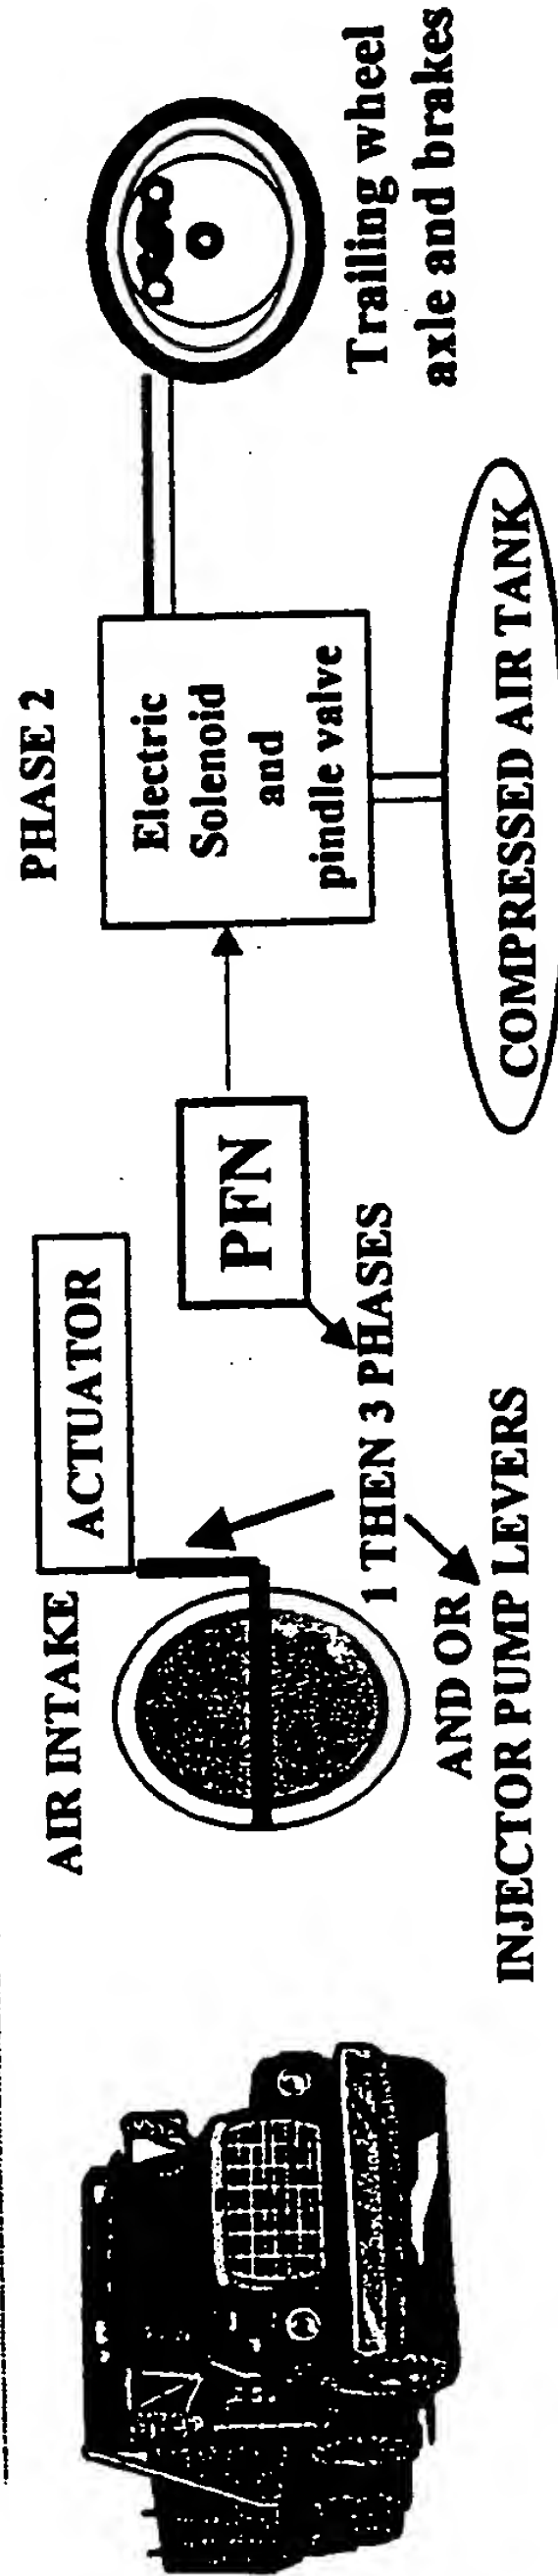 AIR INTAKE
ACTUATOR
PFN
1 THEN 3 PHASES
AND OR
INJECTOR PUMP LEVERS
PHASE 2
Electric
Solenoid
and
pindle valve
COMPRESSED AIR TANK
Trailing wheel
axle and brakes